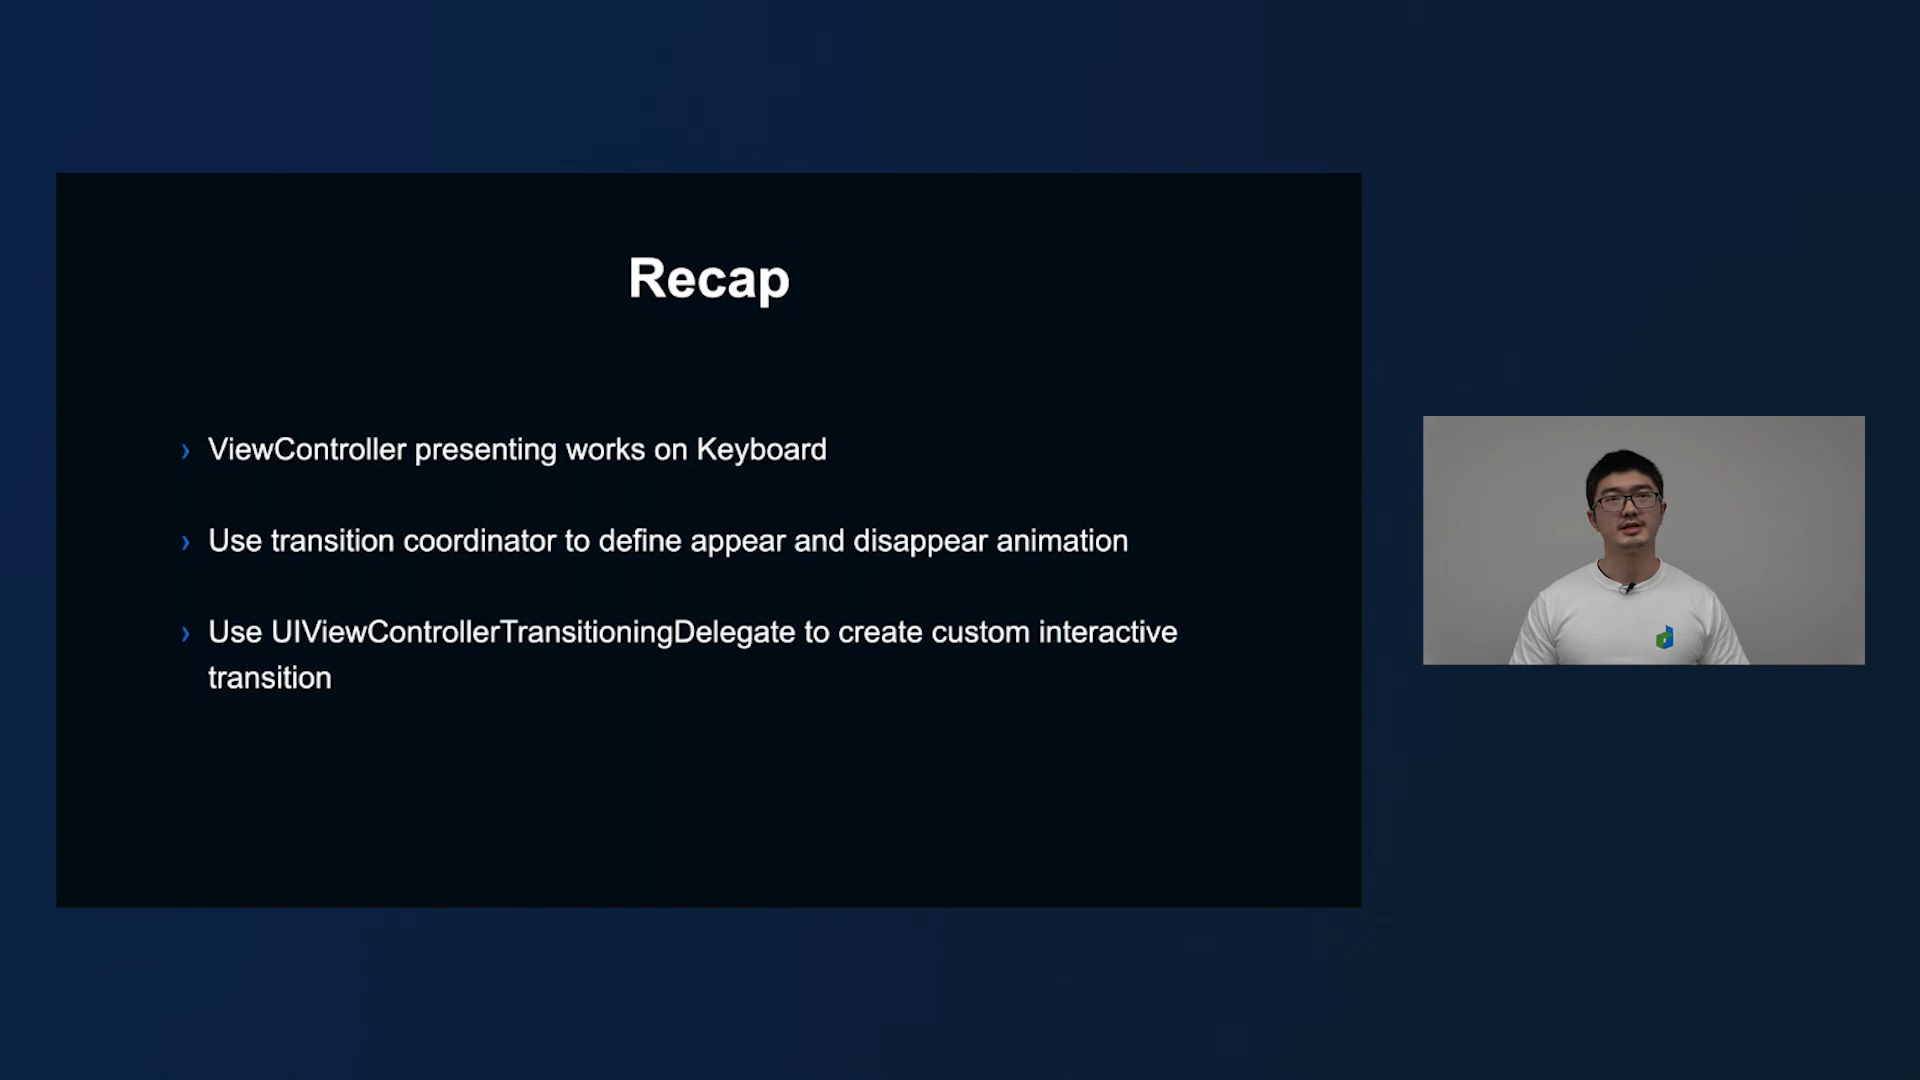 Recap
› ViewController presenting works on Keyboard
› Use transition coordinator to define appear and disappear animation
› Use UIViewControllerTransitioningDelegate to create custom interactive
transition